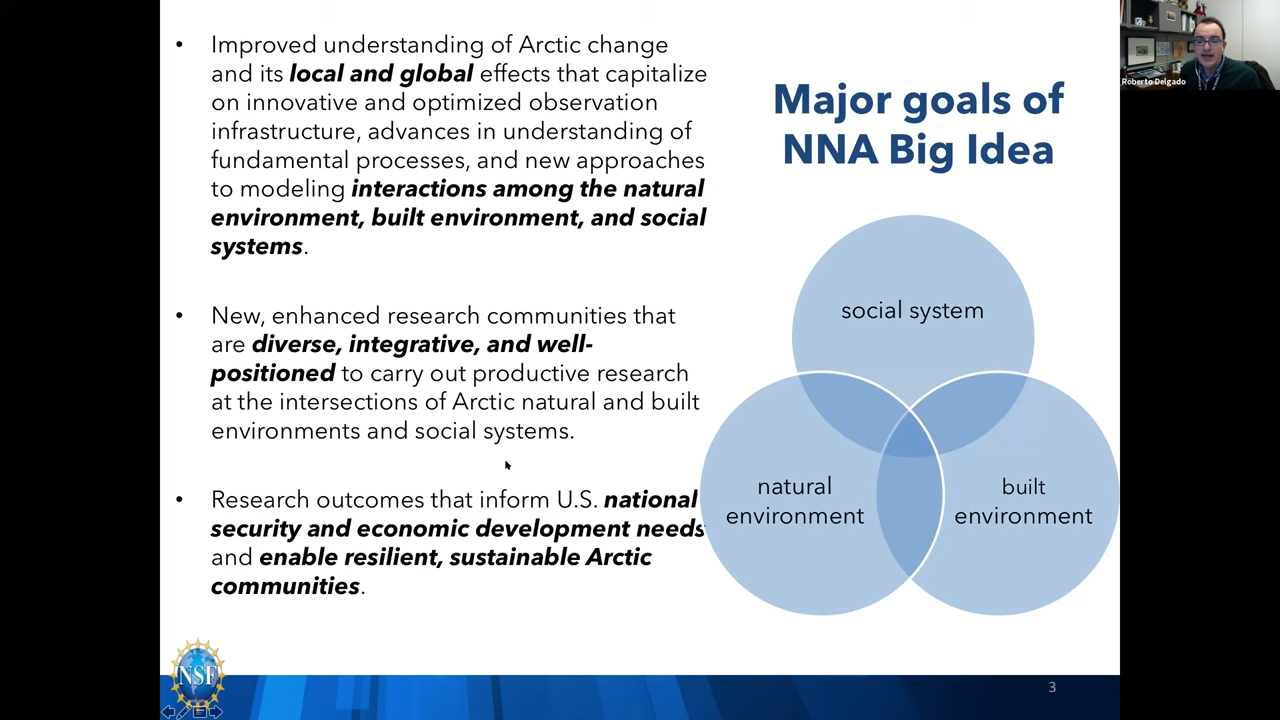 • Improved understanding of Arctic change
and its local and global effects that capitalize
on innovative and optimized observation
infrastructure, advances in understanding of
fundamental processes, and new approaches
to modeling interactions among the natural
environment, built environment, and social
systems.
• New, enhanced research communities that
are diverse, integrative, and well-
positioned to carry out productive research
at the intersections of Arctic natural and built
environments and social systems.
• Research outcomes that inform U.S. national
security and economic development needs
and enable resilient, sustainable Arctic
communities.
Major goals of
NNA Big Idea
social system
natural
environment
built
environment
Roberto Delgado
NSF
3